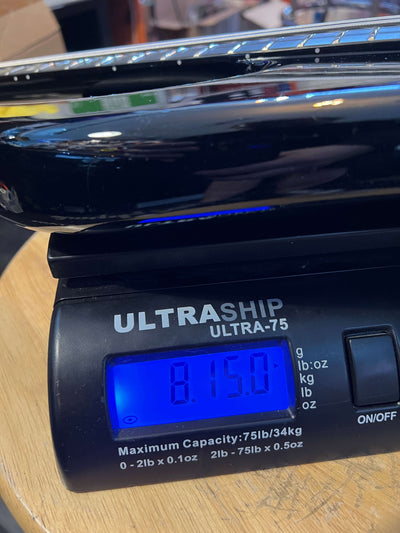 ULTRASHIP
ULTRA-75
8.15.0
g
lb:oz
kg
lb
oz
ON/OFF
Maximum Capacity:75lb/34kg
0 - 2lb x 0.1oz 2lb - 75lb x 0.5oz